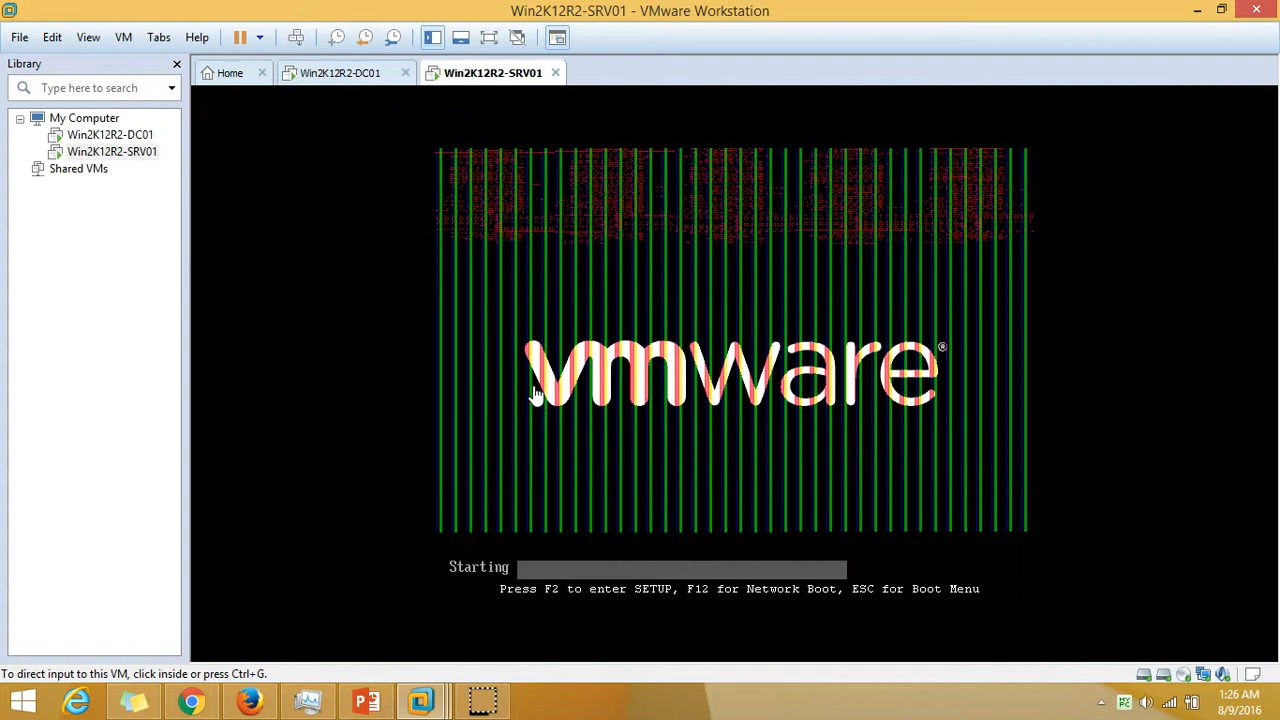 Win2K12R2-SRV01 - VMware Workstation
File Edit View VM Tabs Help
Library
Home
Win2K12R2-DC01
Win2K12R2-SRV01
Type here to search
My Computer
Win2K12R2-DC01
Win2K12R2-SRV01
Shared VMs
vmware®
Starting
Press F2 to enter SETUP, F12 for Network Boot, ESC for Boot Menu
To direct input to this VM, click inside or press Ctrl+G.
1:26 AM
8/9/2016